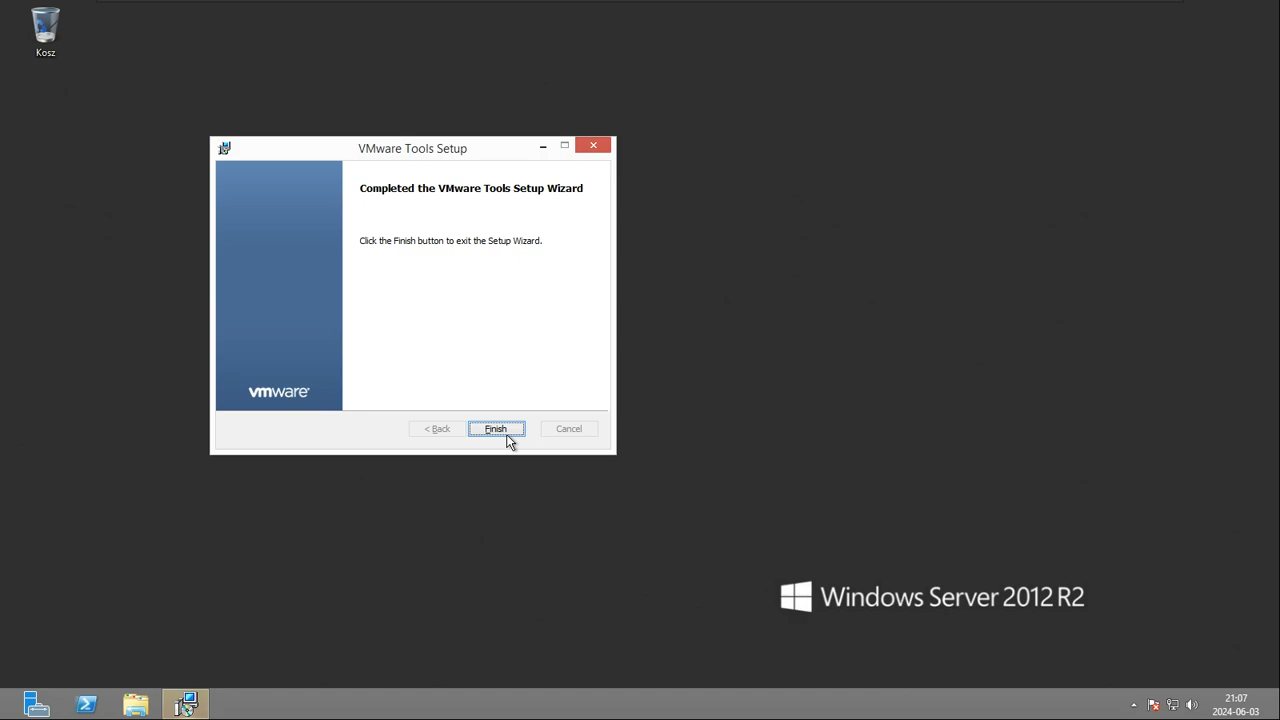 Kosz
VMware Tools Setup
Completed the VMware Tools Setup Wizard
Click the Finish button to exit the Setup Wizard.
vmware
< Back
Finish
Cancel
Windows Server 2012 R2
21:07
2024-06-03